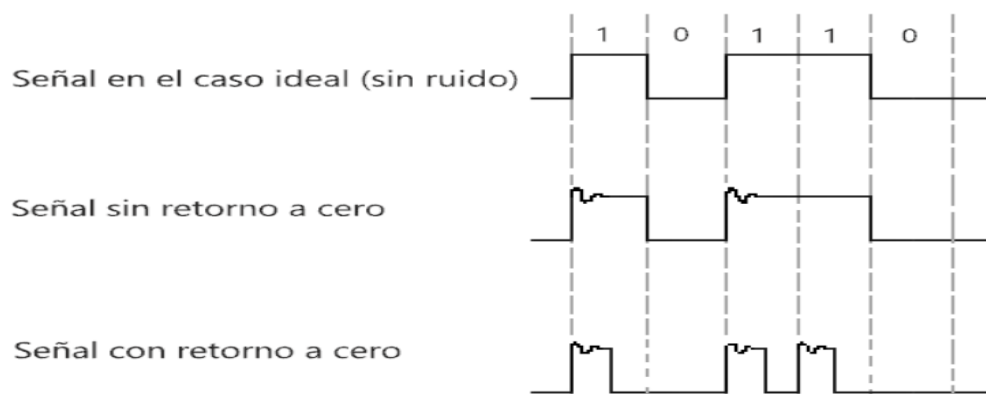 1 0 1 1 0
Señal en el caso ideal (sin ruido)
Señal sin retorno a cero
Señal con retorno a cero